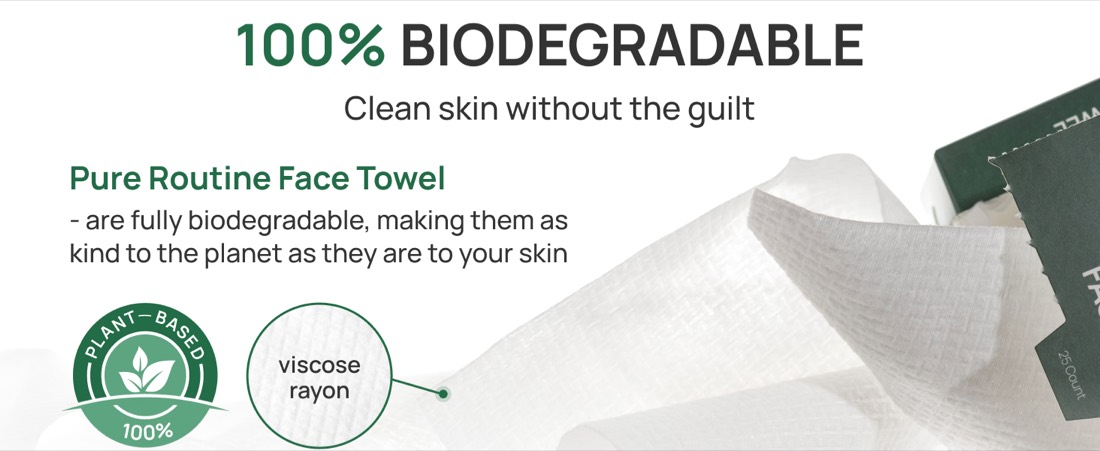 100% BIODEGRADABLE
Clean skin without the guilt
Pure Routine Face Towel
- are fully biodegradable, making them as
kind to the planet as they are to your skin
PLANT-BASED
100%
viscose
rayon
25 Count